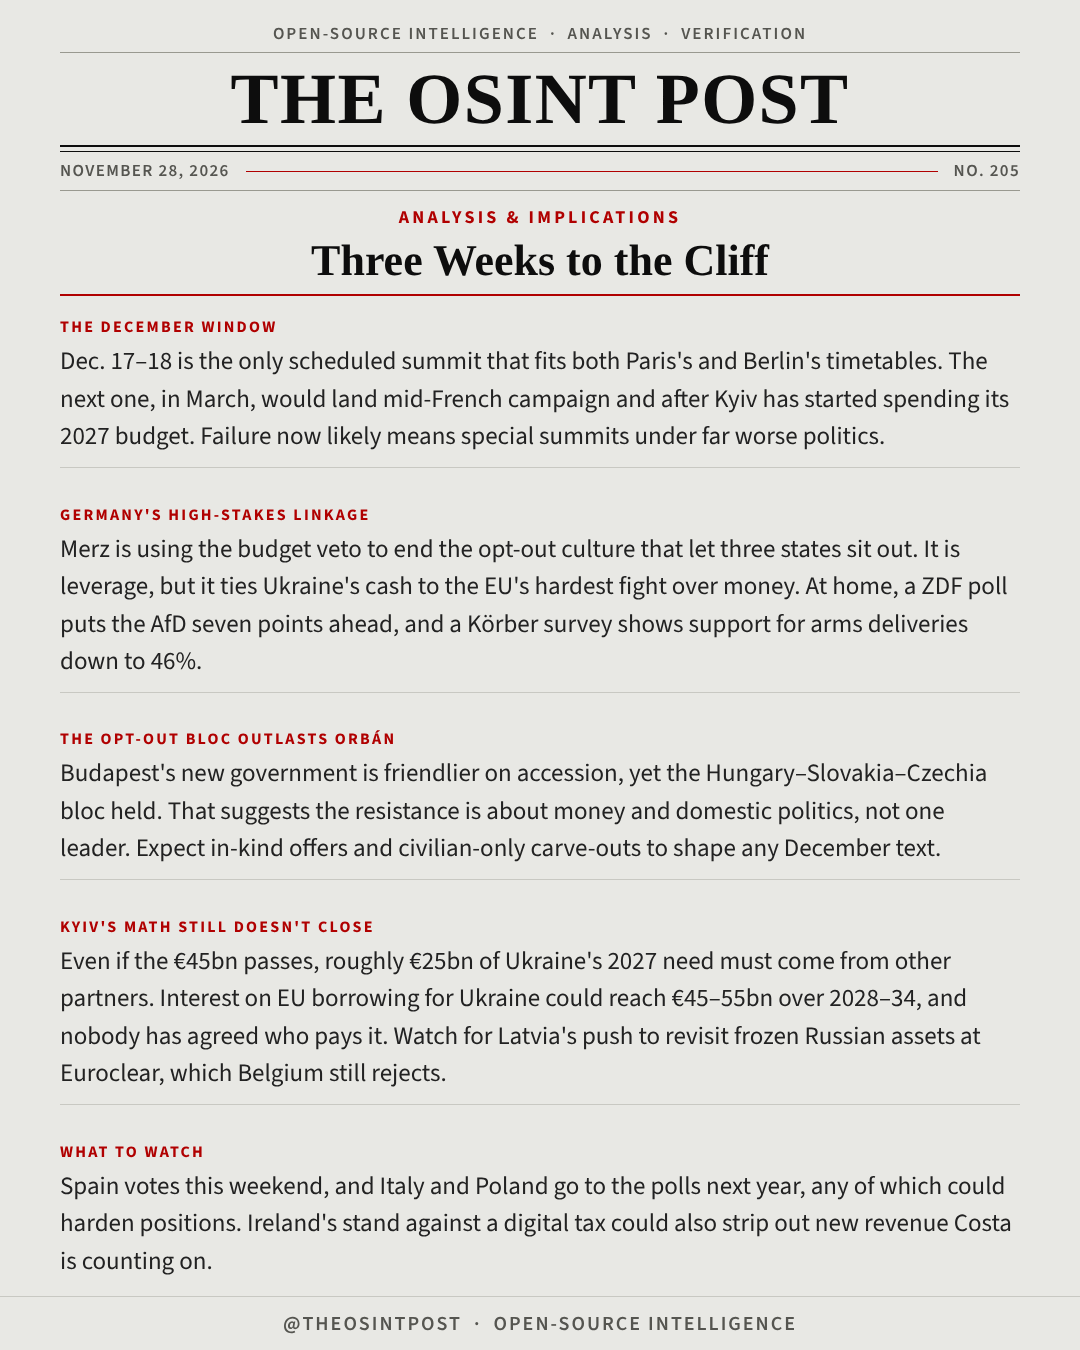 OPEN-SOURCE INTELLIGENCE · ANALYSIS · VERIFICATION
THE OSINT POST
NOVEMBER 28, 2026 NO. 205
ANALYSIS & IMPLICATIONS
Three Weeks to the Cliff
THE DECEMBER WINDOW
Dec. 17–18 is the only scheduled summit that fits both Paris's and Berlin's timetables. The
next one, in March, would land mid-French campaign and after Kyiv has started spending its
2027 budget. Failure now likely means special summits under far worse politics.
GERMANY'S HIGH-STAKES LINKAGE
Merz is using the budget veto to end the opt-out culture that let three states sit out. It is
leverage, but it ties Ukraine's cash to the EU's hardest fight over money. At home, a ZDF poll
puts the AfD seven points ahead, and a Körber survey shows support for arms deliveries
down to 46%.
THE OPT-OUT BLOC OUTLASTS ORBÁN
Budapest's new government is friendlier on accession, yet the Hungary–Slovakia–Czechia
bloc held. That suggests the resistance is about money and domestic politics, not one
leader. Expect in-kind offers and civilian-only carve-outs to shape any December text.
KYIV'S MATH STILL DOESN'T CLOSE
Even if the €45bn passes, roughly €25bn of Ukraine's 2027 need must come from other
partners. Interest on EU borrowing for Ukraine could reach €45–55bn over 2028–34, and
nobody has agreed who pays it. Watch for Latvia's push to revisit frozen Russian assets at
Euroclear, which Belgium still rejects.
WHAT TO WATCH
Spain votes this weekend, and Italy and Poland go to the polls next year, any of which could
harden positions. Ireland's stand against a digital tax could also strip out new revenue Costa
is counting on.
@THEOSINTPOST · OPEN-SOURCE INTELLIGENCE